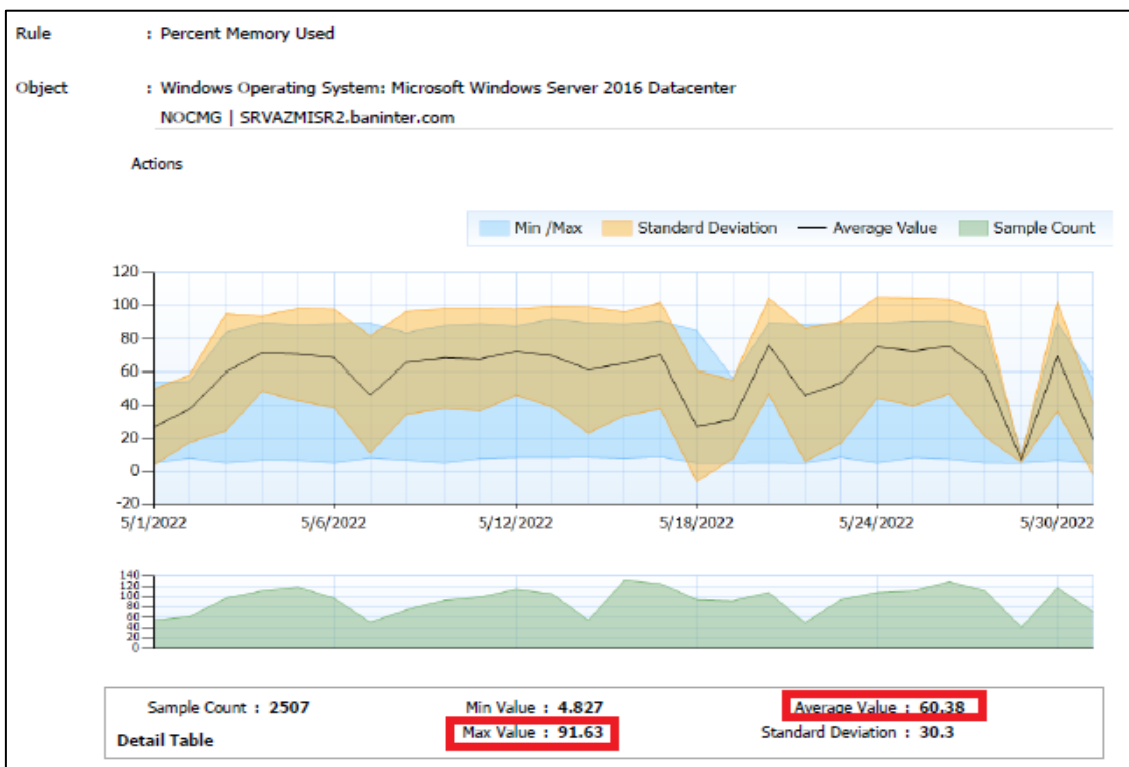 Rule : Percent Memory Used
Object : Windows Operating System: Microsoft Windows Server 2016 Datacenter
NOCMG | SRVAZMISR2.baninter.com
Actions
Min /Max Standard Deviation Average Value Sample Count
120
100
80
60
40
20
0
-20
5/1/2022 5/6/2022 5/12/2022 5/18/2022 5/24/2022 5/30/2022
140
120
100
80
60
40
20
0
Sample Count : 2507 Min Value : 4.827 Average Value : 60.38
Max Value : 91.63 Standard Deviation : 30.3
Detail Table